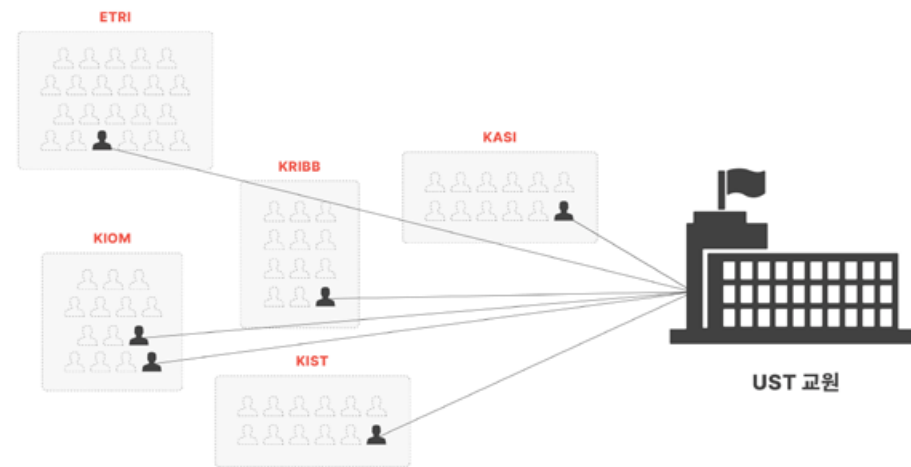 ETRI
KASI
KRIBB
KIOM
KIST
UST 교원